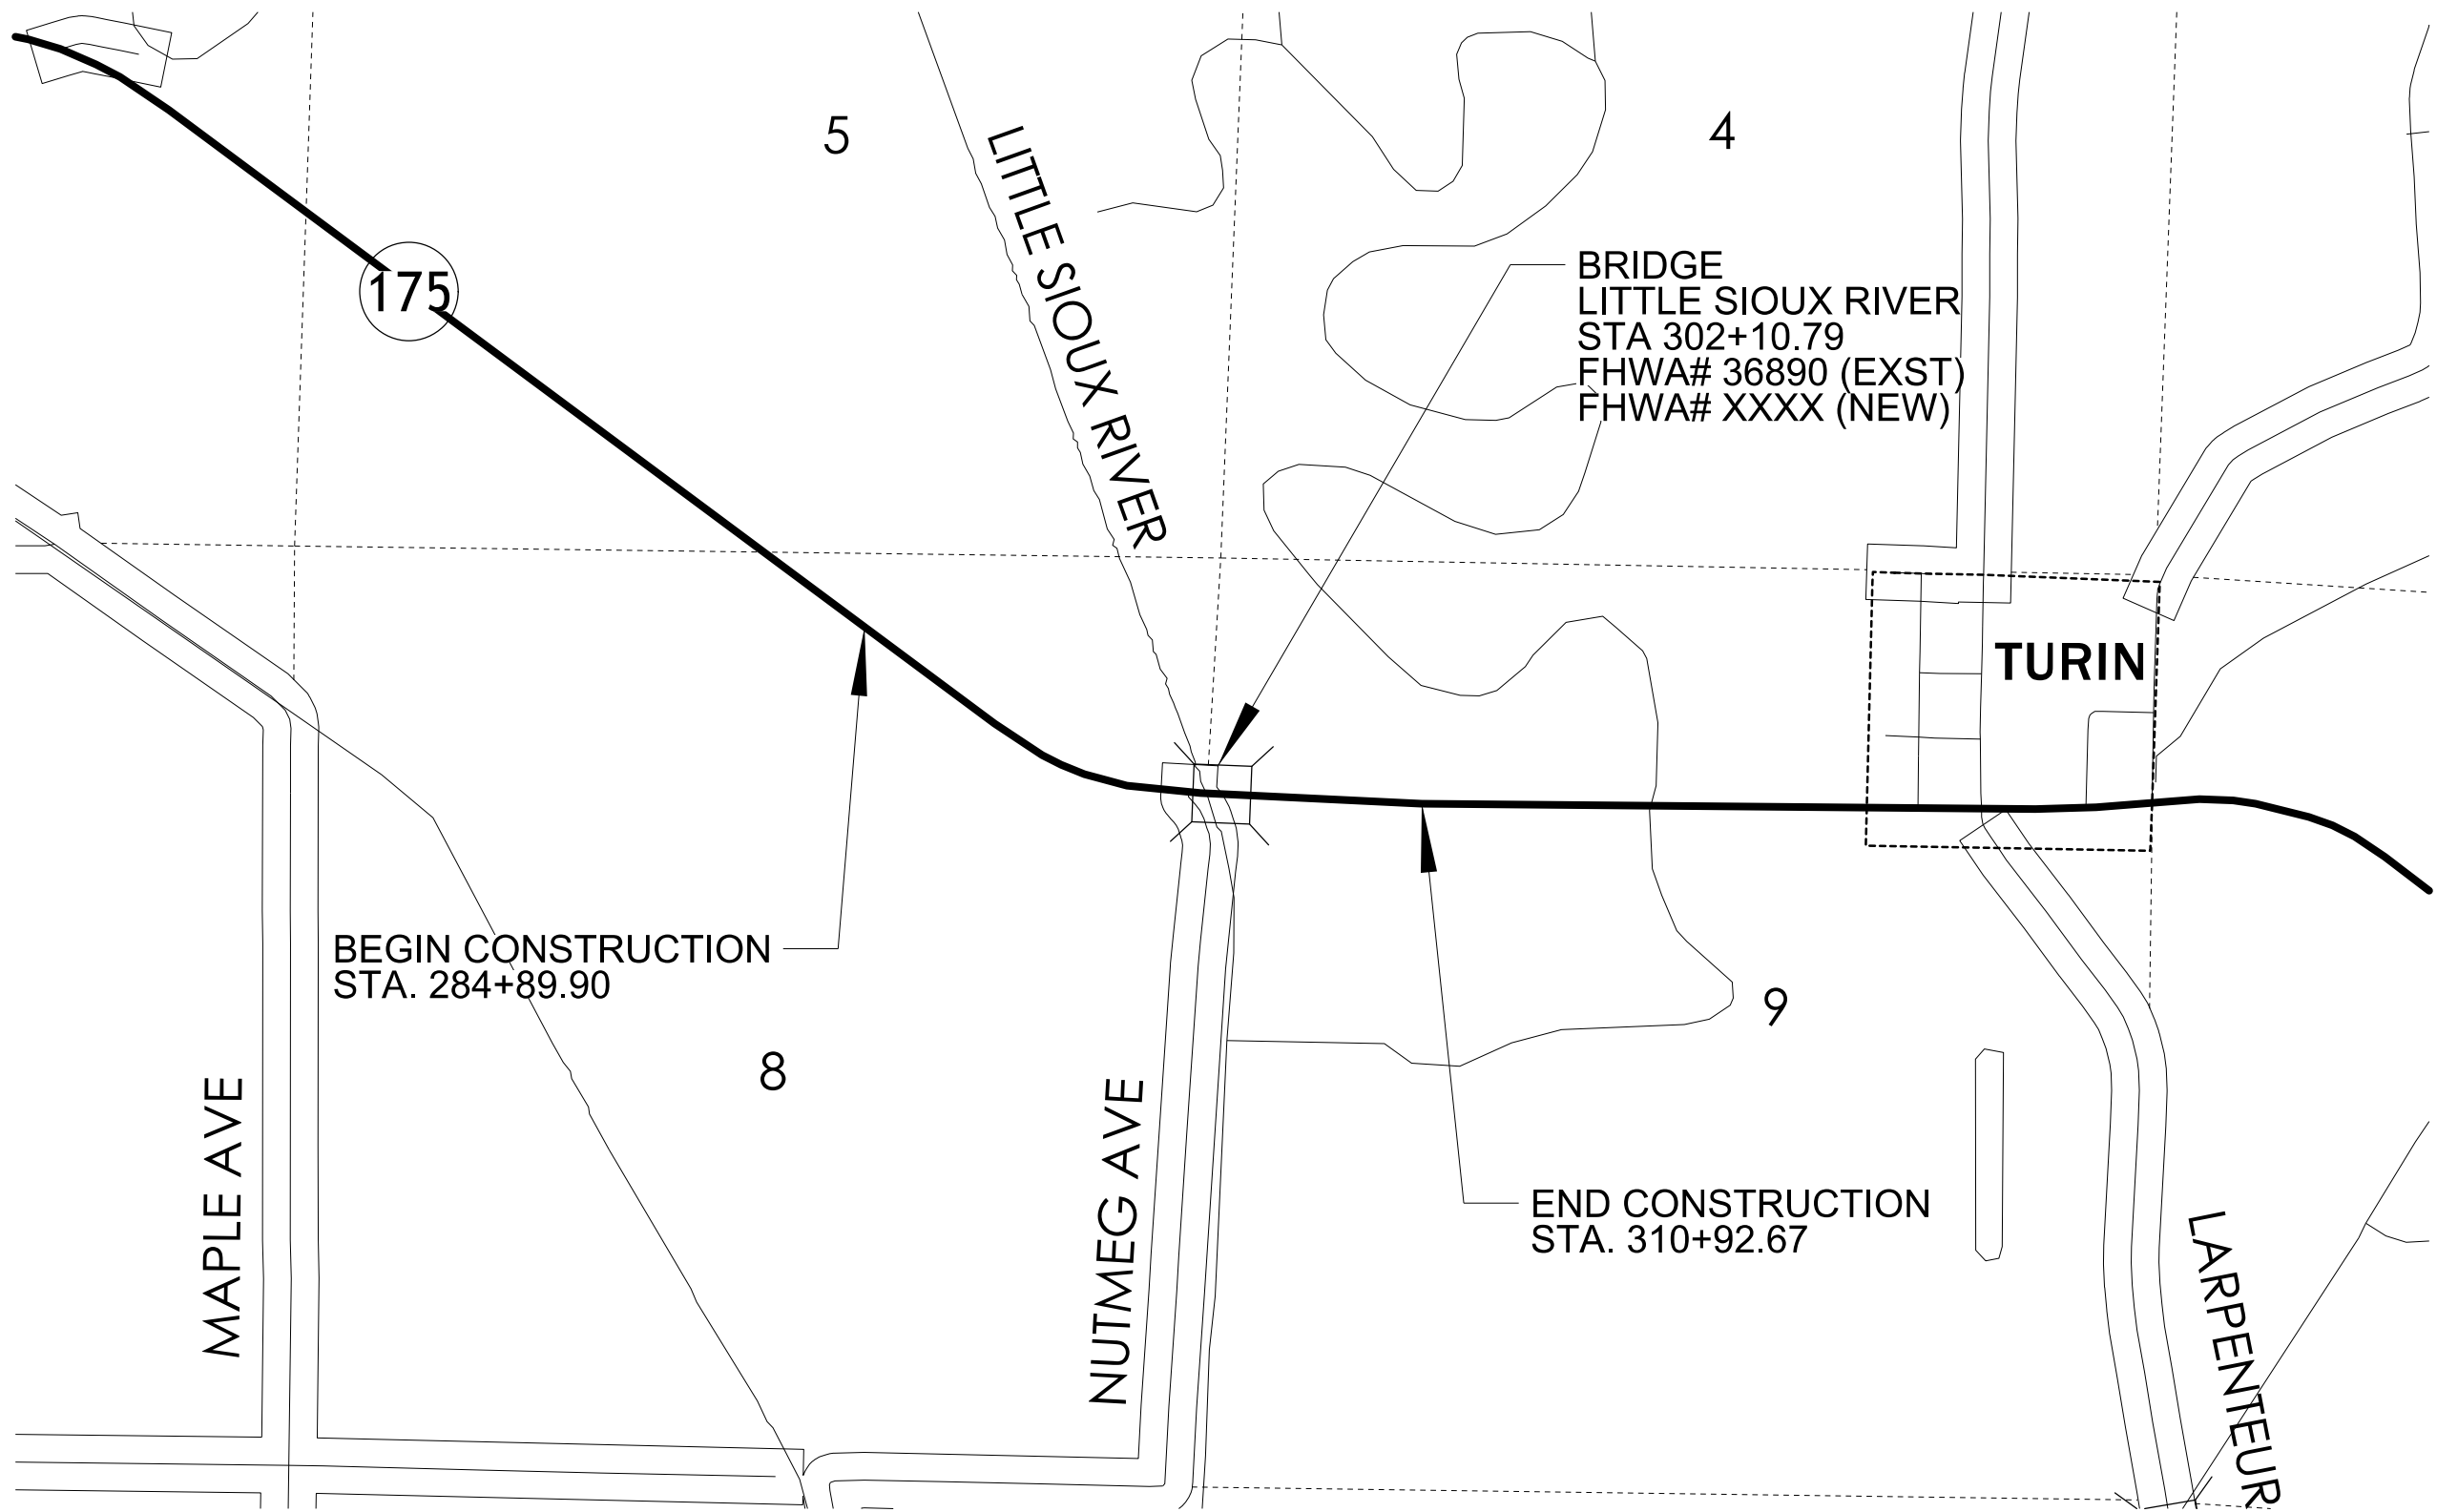 5
4
LITTLE SIOUX RIVER
175
BRIDGE
LITTLE SIOUX RIVER
STA 302+10.79
FHWA# 36890 (EXST)
FHWA# XXXX (NEW)
TURIN
BEGIN CONSTRUCTION
STA. 284+89.90
9
8
MAPLE AVE
NUTMEG AVE
END CONSTRUCTION
STA. 310+92.67
LARPENTEUR